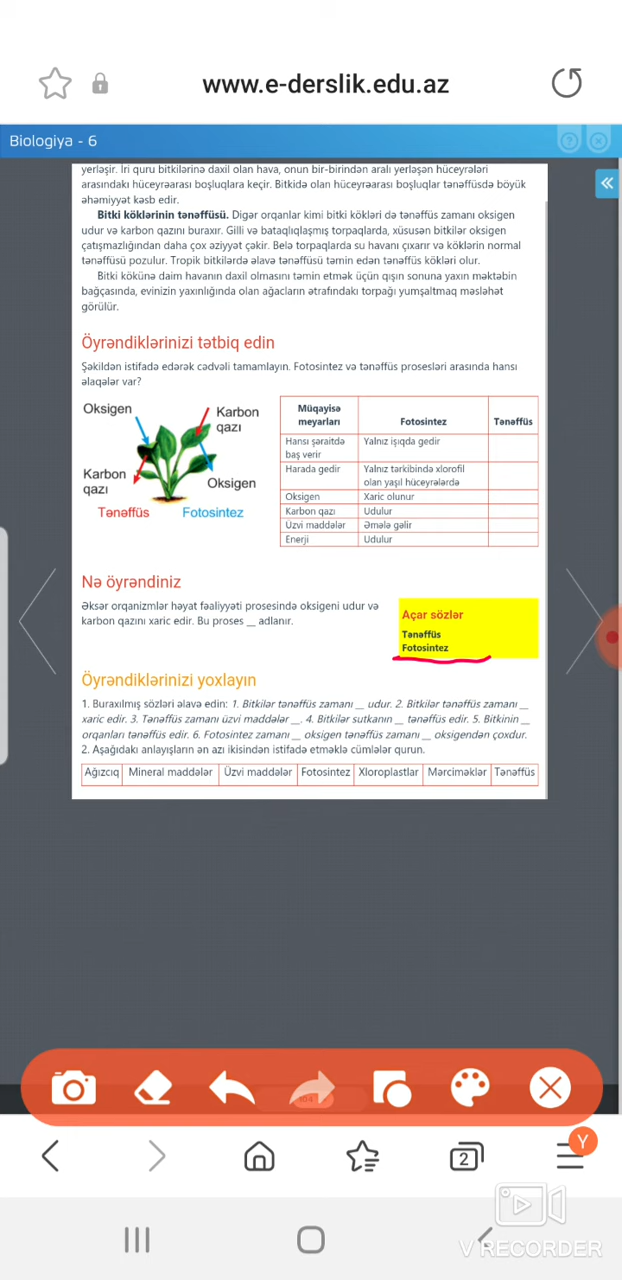 www.e-derslik.edu.az
Biologiya - 6
yerləşir. İri quru bitkilərinə daxil olan hava, onun bir-birindən aralı yerləşən hüceyrələri
arasındakı hüceyrəarası boşluqlara keçir. Bitkidə olan hüceyrəarası boşluqlar tənəffüsdə böyük
əhəmiyyət kəsb edir.
Bitki köklərinin tənəffüsü. Digər orqanlar kimi bitki kökləri də tənəffüs zamanı oksigen
udur və karbon qazını buraxır. Gilli və bataqlıqlaşmış torpaqlarda, xüsusən bitkilər oksigen
çatışmazlığından daha çox əziyyət çəkir. Belə torpaqlarda su havanı çıxarır və köklərin normal
tənəffüsü pozulur. Tropik bitkilərdə əlavə tənəffüsü təmin edən tənəffüs kökləri olur.
Bitki kökünə daim havanın daxil olmasını təmin etmək üçün qışın sonuna yaxın məktəbin
bağçasında, evinizin yaxınlığında olan ağacların ətrafındakı torpağı yumşaltmaq məsləhət
görülür.
Öyrəndiklərinizi tətbiq edin
Şəkildən istifadə edərək cədvəli tamamlayın. Fotosintez və tənəffüs prosesləri arasında hansı
əlaqələr var?
Oksigen
Karbon
qazı
Karbon
qazı
Oksigen
Tənəffüs Fotosintez
Müqayisə
meyarları Fotosintez Tənəffüs
Hansı şəraitdə Yalnız işıqda gedir
baş verir
Harada gedir Yalnız tərkibində xlorofil
olan yaşıl hüceyrələrdə
Oksigen Xaric olunur
Karbon qazı Udulur
Üzvi maddələr Əmələ gəlir
Enerji Udulur
Nə öyrəndiniz
Əksər orqanizmlər həyat fəaliyyəti prosesində oksigeni udur və
karbon qazını xaric edir. Bu proses __ adlanır.
Açar sözlər
Tənəffüs
Fotosintez
Öyrəndiklərinizi yoxlayın
1. Buraxılmış sözləri əlavə edin: 1. Bitkilər tənəffüs zamanı __ udur. 2. Bitkilər tənəffüs zamanı __
xaric edir. 3. Tənəffüs zamanı üzvi maddələr __. 4. Bitkilər sutkanın __ tənəffüs edir. 5. Bitkinin __
orqanları tənəffüs edir. 6. Fotosintez zamanı __ oksigen tənəffüs zamanı __ oksigendən çoxdur.
2. Aşağıdakı anlayışların ən azı ikisindən istifadə etməklə cümlələr qurun.
Ağızcıq Mineral maddələr Üzvi maddələr Fotosintez Xloroplastlar Mərciməklər Tənəffüs
104
2
Y
V RECORDER